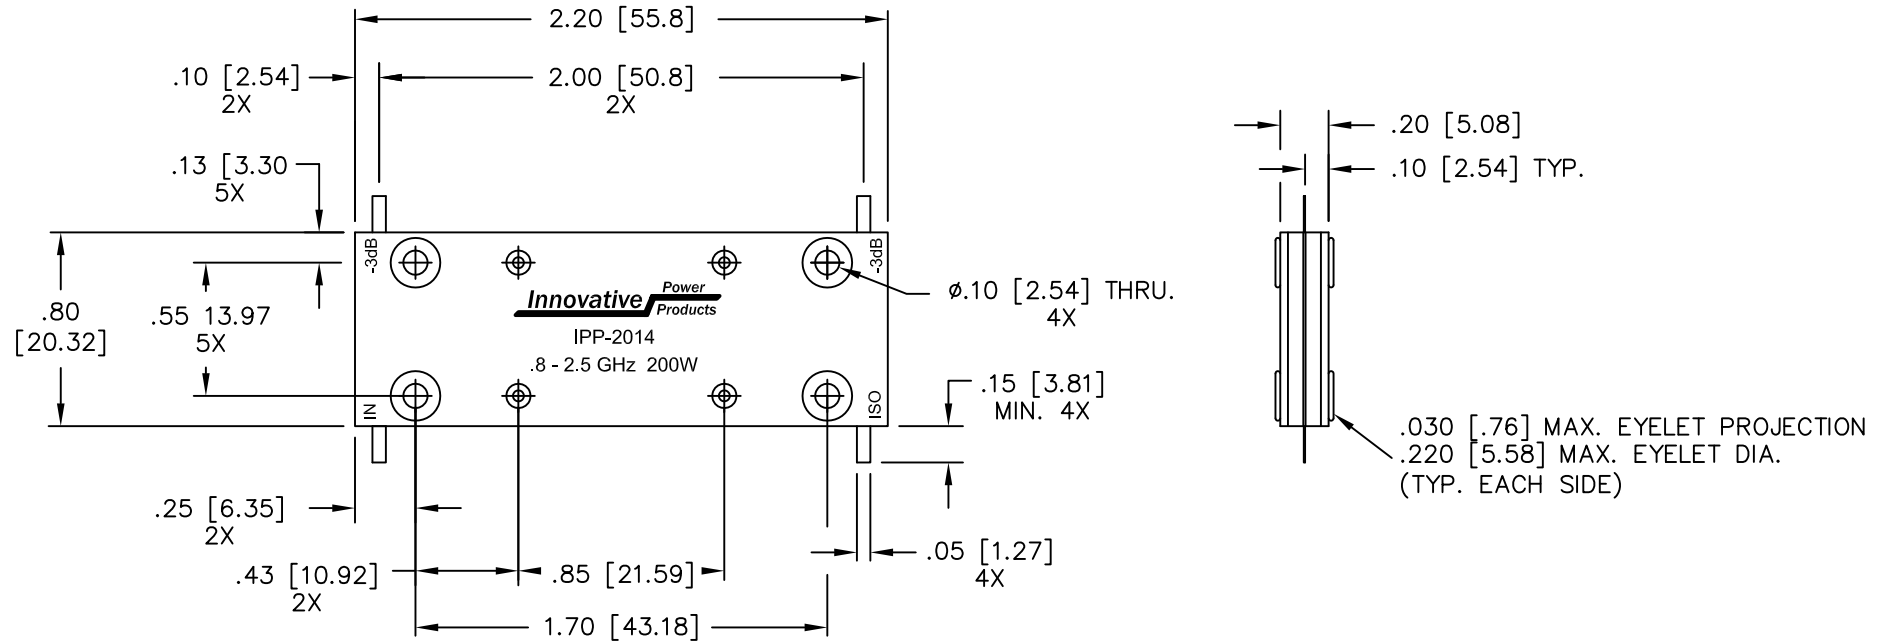 2.20 [55.8]
.10 [2.54]
2X
2.00 [50.8]
2X
.13 [3.30
5X
.80
[20.32]
.55 13.97
5X
-3dB
-3dB
Innovative Power Products
IPP-2014
.8 - 2.5 GHz 200W
IN
ISO
ø.10 [2.54] THRU.
4X
.15 [3.81]
MIN. 4X
.25 [6.35]
2X
.43 [10.92]
2X
.85 [21.59]
.05 [1.27]
4X
1.70 [43.18]
.20 [5.08]
.10 [2.54] TYP.
.030 [.76] MAX. EYELET PROJECTION
.220 [5.58] MAX. EYELET DIA.
(TYP. EACH SIDE)